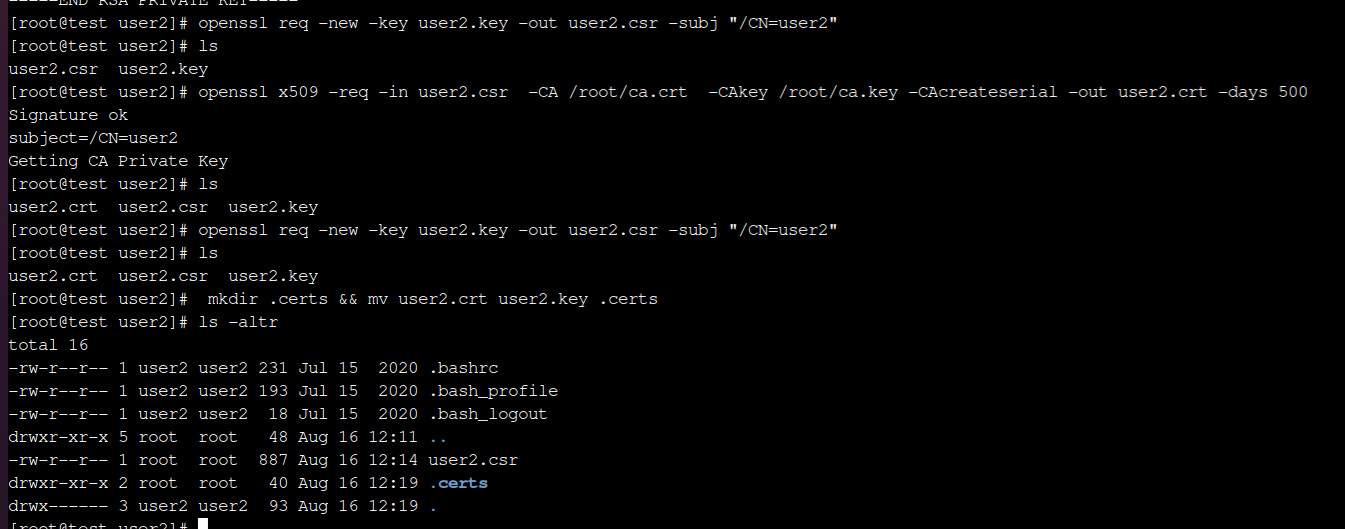 -----END RSA PRIVATE KEY-----
[root@test user2]# openssl req -new -key user2.key -out user2.csr -subj "/CN=user2"
[root@test user2]# ls
user2.csr  user2.key
[root@test user2]# openssl x509 -req -in user2.csr  -CA /root/ca.crt  -CAkey /root/ca.key -CAcreateserial -out user2.crt -days 500
Signature ok
subject=/CN=user2
Getting CA Private Key
[root@test user2]# ls
user2.crt  user2.csr  user2.key
[root@test user2]# openssl req -new -key user2.key -out user2.csr -subj "/CN=user2"
[root@test user2]# ls
user2.crt  user2.csr  user2.key
[root@test user2]#  mkdir .certs && mv user2.crt user2.key .certs
[root@test user2]# ls -altr
total 16
-rw-r--r-- 1 user2 user2 231 Jul 15  2020 .bashrc
-rw-r--r-- 1 user2 user2 193 Jul 15  2020 .bash_profile
-rw-r--r-- 1 user2 user2  18 Jul 15  2020 .bash_logout
drwxr-xr-x 5 root  root   48 Aug 16 12:11 ..
-rw-r--r-- 1 root  root  887 Aug 16 12:14 user2.csr
drwxr-xr-x 2 root  root   40 Aug 16 12:19 .certs
drwx------ 3 user2 user2  93 Aug 16 12:19 .
[root@test user2]#